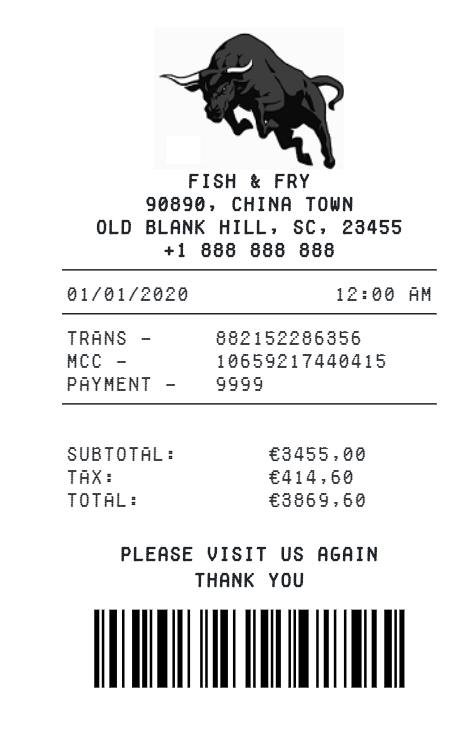 FISH & FRY
90890, CHINA TOWN
OLD BLANK HILL, SC, 23455
+1 888 888 888
01/01/2020 12:00 AM
TRANS - 882152286356
MCC - 10659217440415
PAYMENT - 9999
SUBTOTAL: €3455,00
TAX: €414,60
TOTAL: €3869,60
PLEASE VISIT US AGAIN
THANK YOU